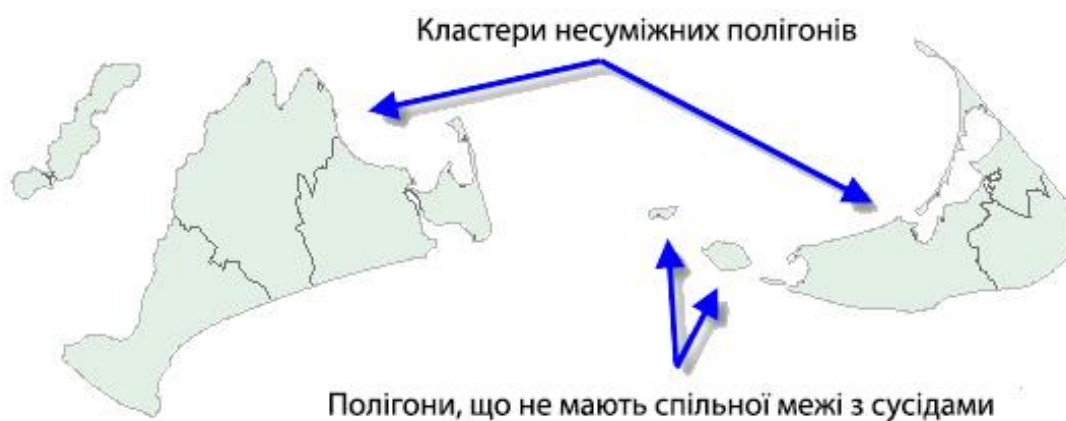 Кластери несуміжних полігонів
Полігони, що не мають спільної межі з сусідами